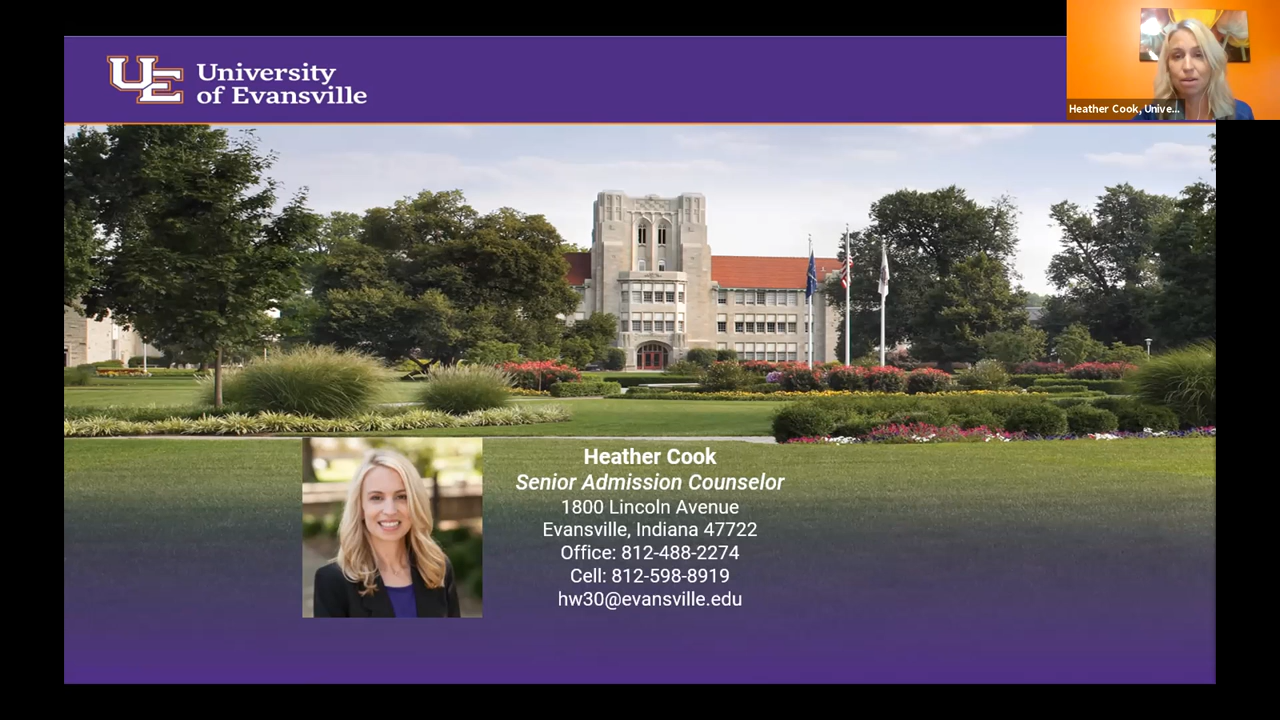 UE University
of Evansville
Heather Cook, Unive...
Heather Cook
Senior Admission Counselor
1800 Lincoln Avenue
Evansville, Indiana 47722
Office: 812-488-2274
Cell: 812-598-8919
hw30@evansville.edu